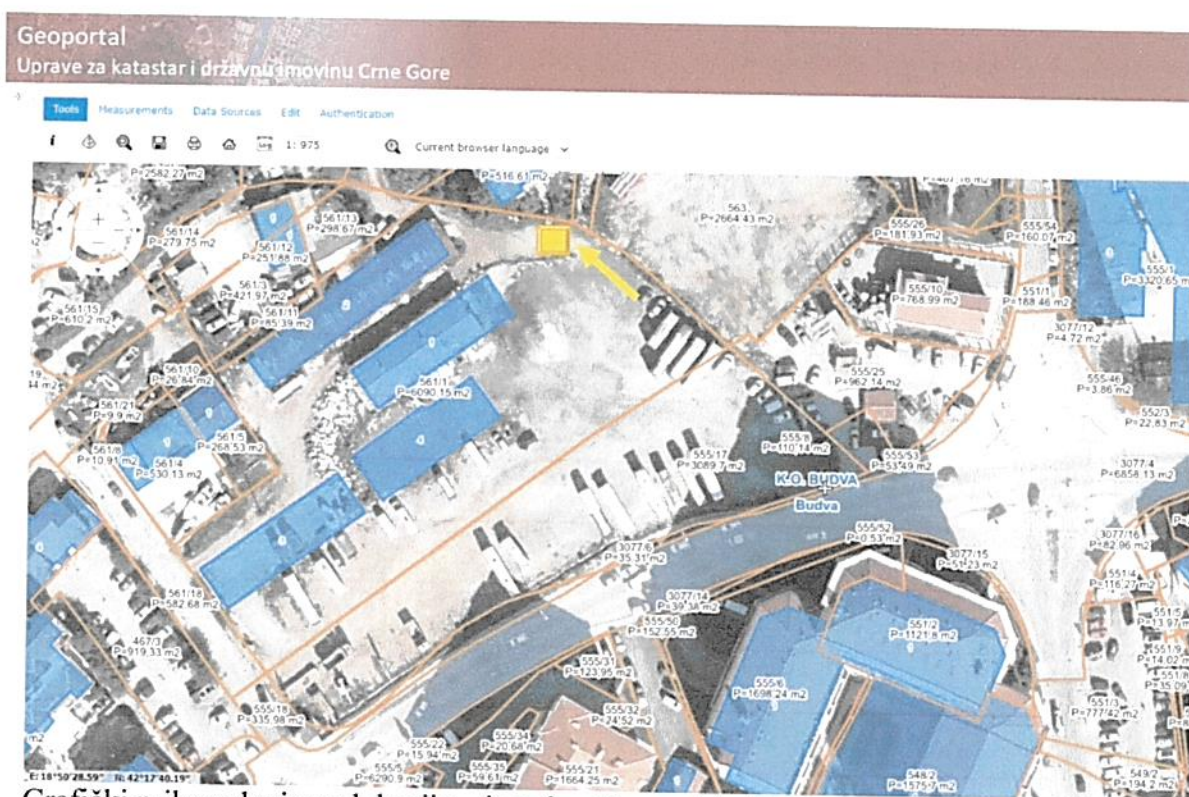 Geoportal
Uprave za katastar i državnu imovinu Crne Gore
Tools Measurements Data Sources Edit Authentication
1: 975 Current browser language
P=2582.27 m2
P=516.61 m2
563
P=2664.43 m2
561/14
P=279.75 m2
561/13
P=298.67 m2
561/12
P=251.88 m2
555/26
P=181.93 m2
555/54
P=160.07 m2
555/1
P=3320.65 m
561/3
P=421.97 m2
561/11
P=85.39 m2
561/15
P=610.2 m2
555/10
P=768.99 m2
551/1
P=188.46 m2
3077/12
P=4.72 m2
561/10
P=26.84 m2
561/1
P=6090.15 m2
555/25
P=962.14 m2
555/46
P=3.86 m2
561/21
P=9.9 m2
552/3
P=22.83 m2
561/8
P=10.91 m2
561/5
P=268.53 m2
561/4
P=530.13 m2
555/17
P=3089.7 m2
555/8
P=110.14 m2
555/53
P=53.49 m2
3077/4
P=6858.13 m2
K.O. BUDVA
Budva
555/52
P=0.53 m2
3077/6
P=35.31 m2
3077/15
P=51.23 m2
3077/16
P=82.96 m2
561/18
P=582.68 m2
3077/14
P=39.38 m2
551/4
P=116.27 m2
467/3
P=919.33 m2
555/50
P=152.55 m2
551/2
P=1121.8 m2
551/5
P=13.97 m
551/9
P=14.02 m
555/31
P=123.95 m2
555/6
P=1698.24 m2
551/8
P=35.09
555/18
P=335.98 m2
555/32
P=24.52 m2
551/3
P=777.42 m2
555/34
P=20.68 m2
555/22
P=15.94 m2
555/5
P=6290.9 m2
555/35
P=59.61 m2
555/21
P=1664.25 m2
548/2
P=1575.7 m2
549/2
P=194.2 m2
E: 18°50'28.59" N: 42°17'40.19"